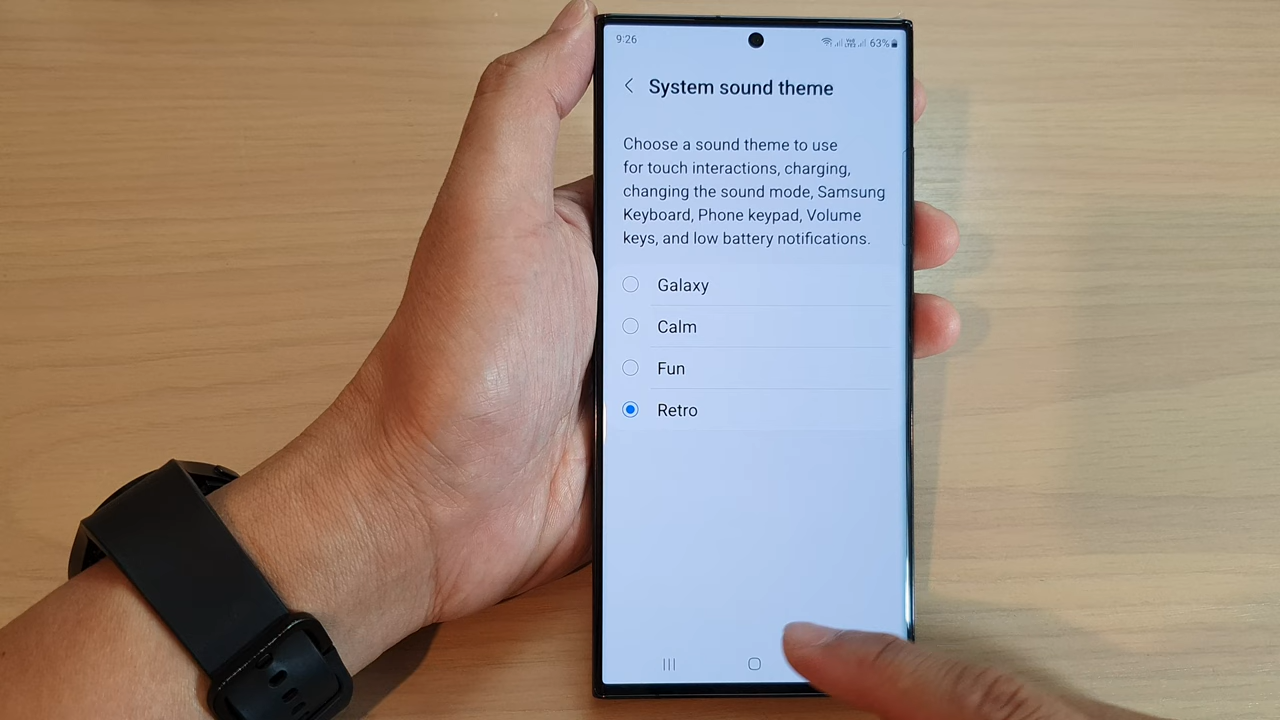 9:26
63%
System sound theme
Choose a sound theme to use
for touch interactions, charging,
changing the sound mode, Samsung
Keyboard, Phone keypad, Volume
keys, and low battery notifications.
Galaxy
Calm
Fun
Retro